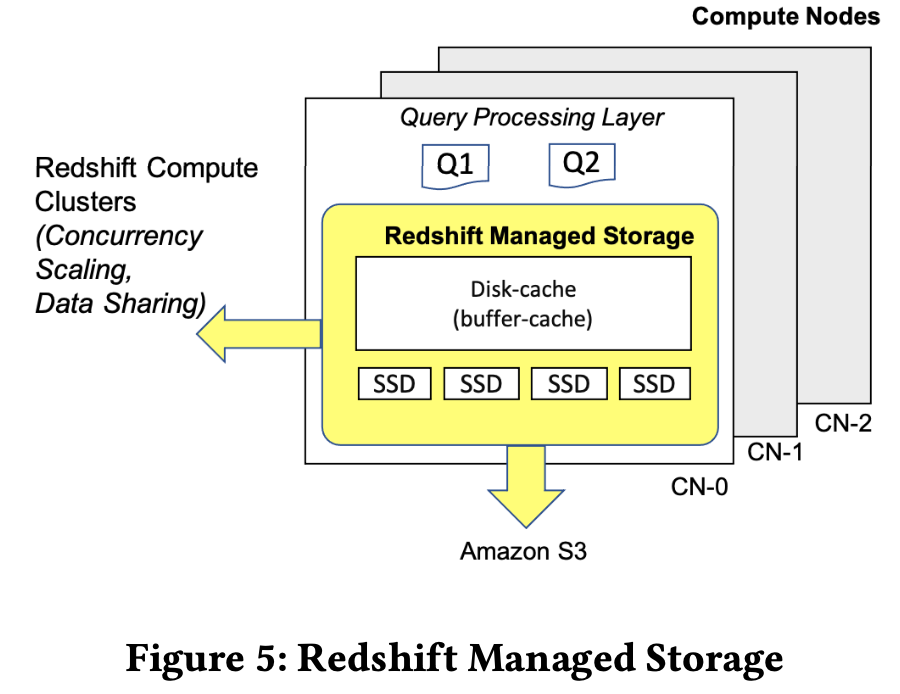 Compute Nodes
Query Processing Layer
Q1
Q2
Redshift Compute
Clusters
(Concurrency
Scaling,
Data Sharing)
Redshift Managed Storage
Disk-cache
(buffer-cache)
SSD
SSD
SSD
SSD
CN-2
CN-1
CN-0
Amazon S3
Figure 5: Redshift Managed Storage